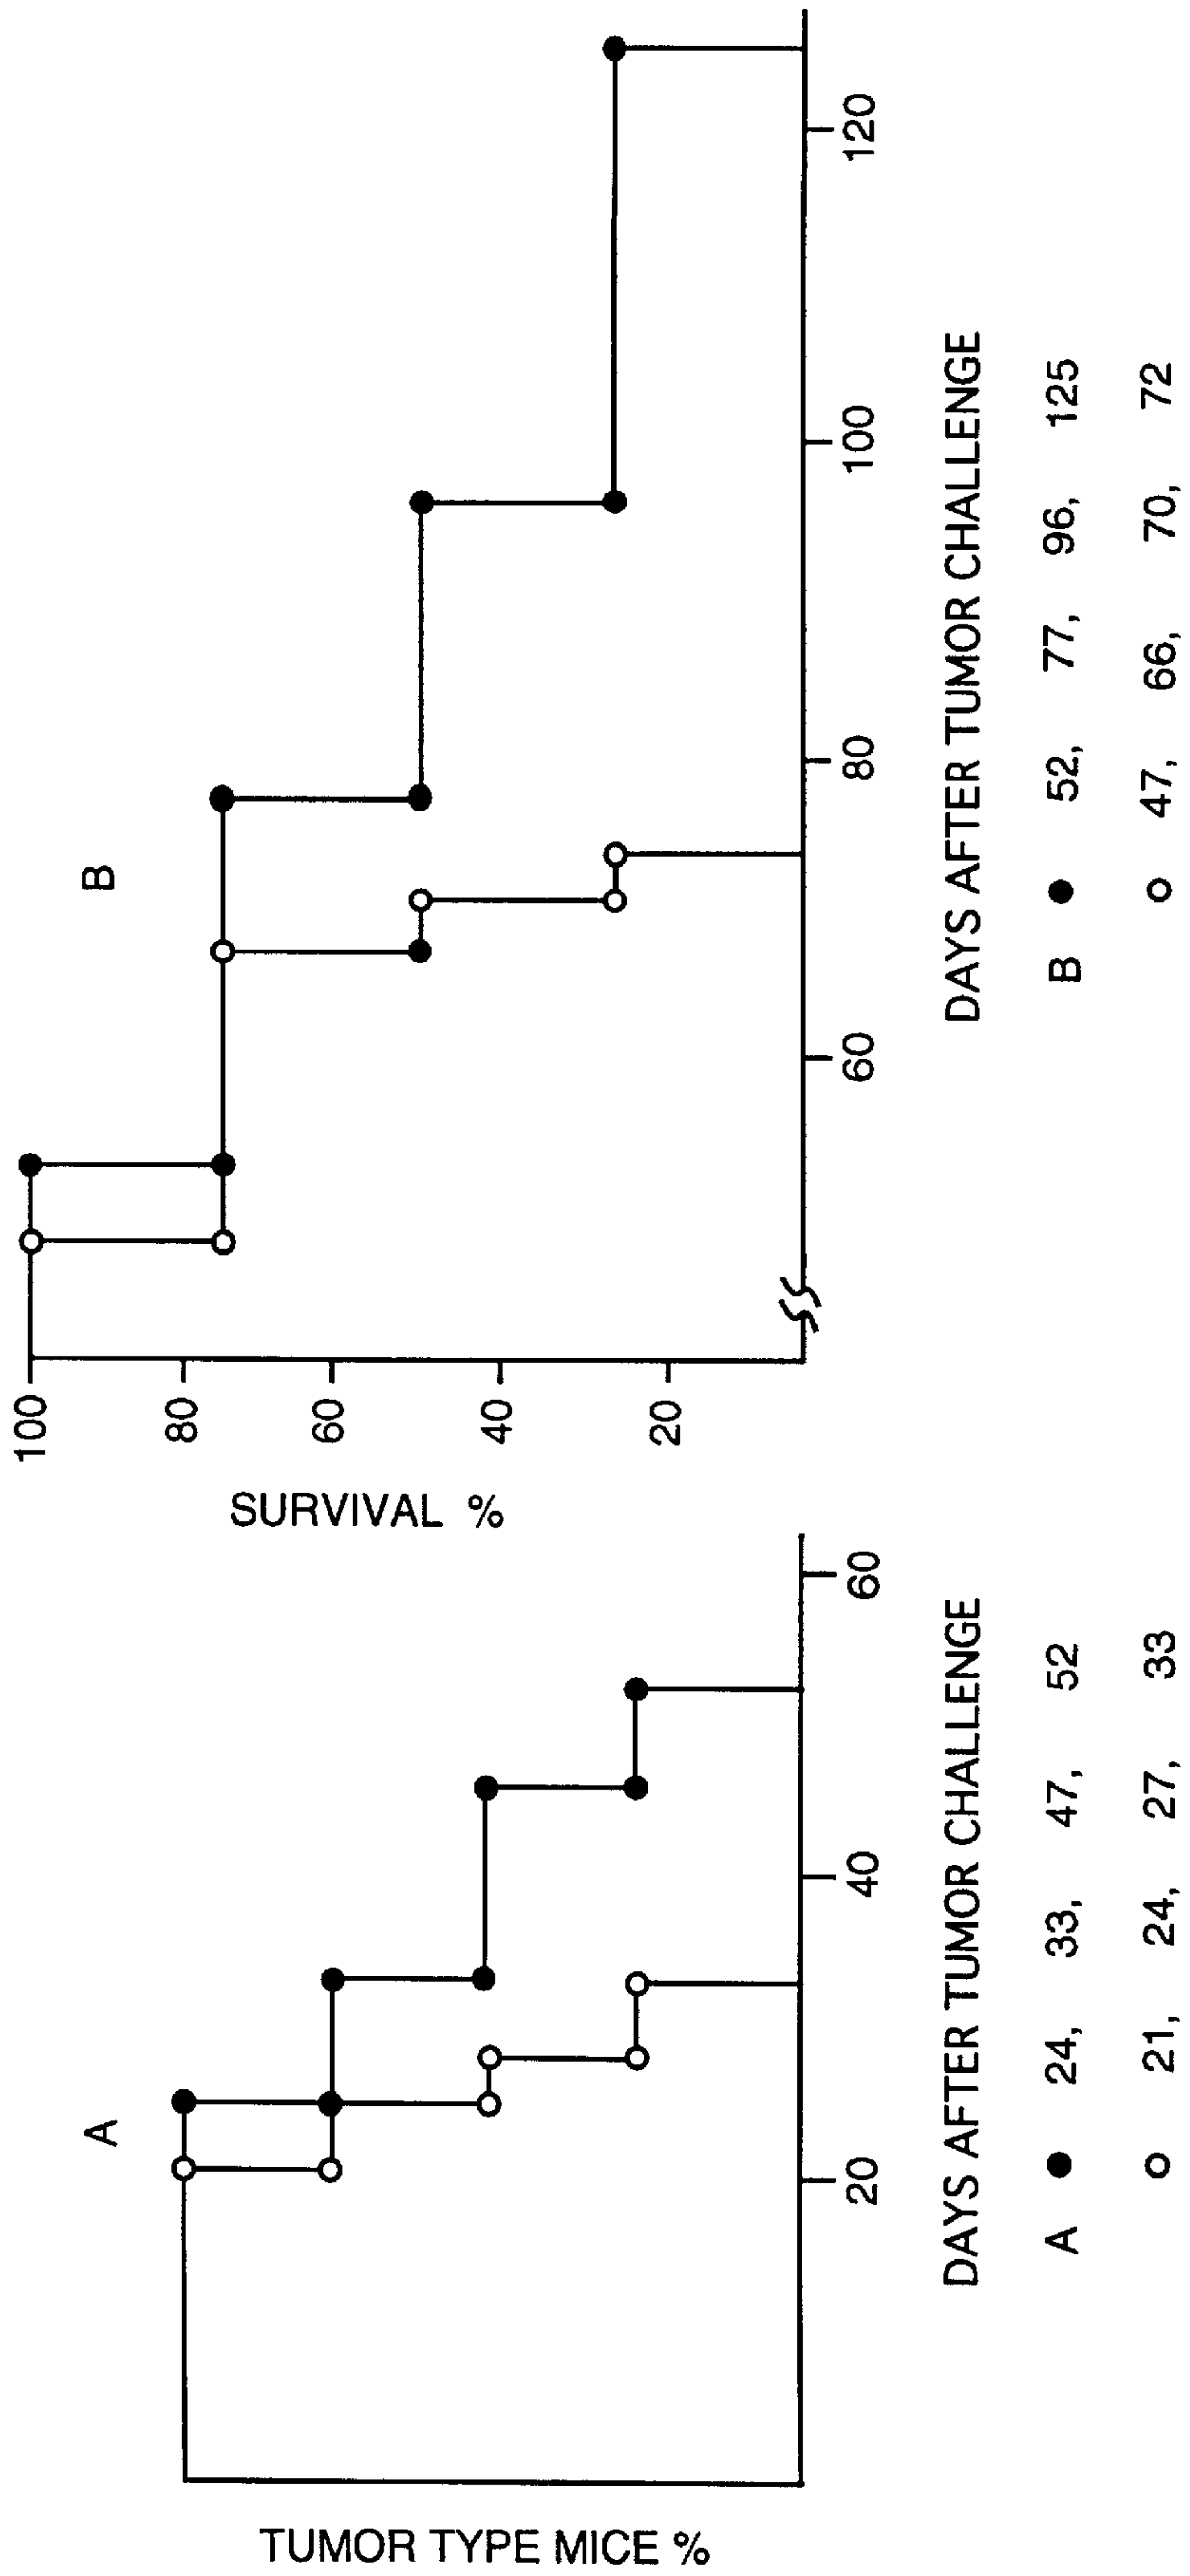 A
TUMOR TYPE MICE %
20 40 60
DAYS AFTER TUMOR CHALLENGE
A ● 24, 33, 47, 52
○ 21, 24, 27, 33
B
SURVIVAL %
100
80
60
40
20
60 80 100 120
DAYS AFTER TUMOR CHALLENGE
B ● 52, 77, 96, 125
○ 47, 66, 70, 72